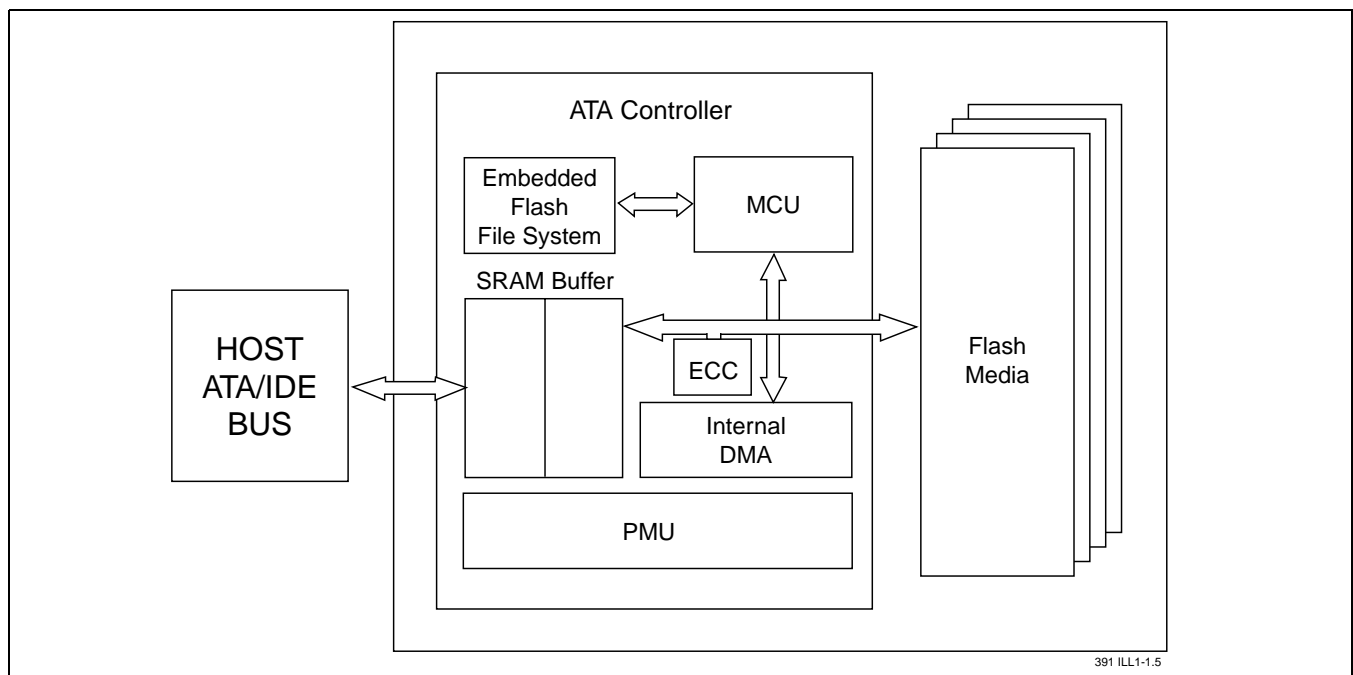 ATA Controller
Embedded
Flash
File System
MCU
SRAM Buffer
HOST
ATA/IDE
BUS
ECC
Internal
DMA
PMU
Flash
Media
391 ILL1-1.5